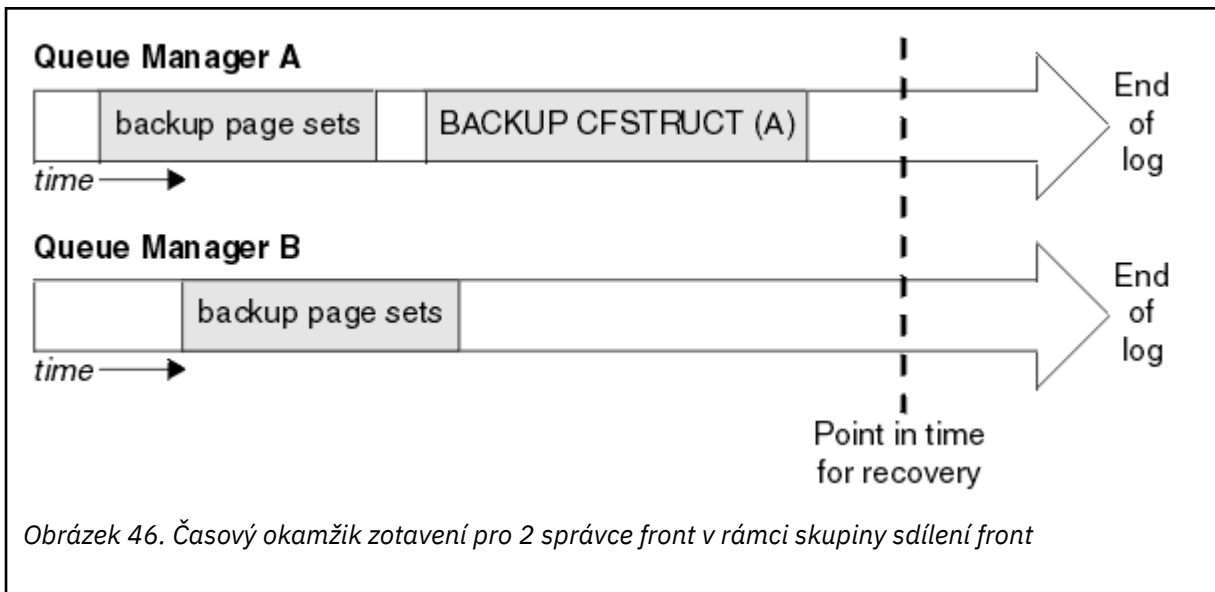 Queue Manager A
backup page sets
BACKUP CFSTRUCT (A)
End
of
log
time
Queue Manager B
backup page sets
End
of
log
time
Point in time
for recovery
Obrázek 46. Časový okamžik zotavení pro 2 správce front v rámci skupiny sdílení front